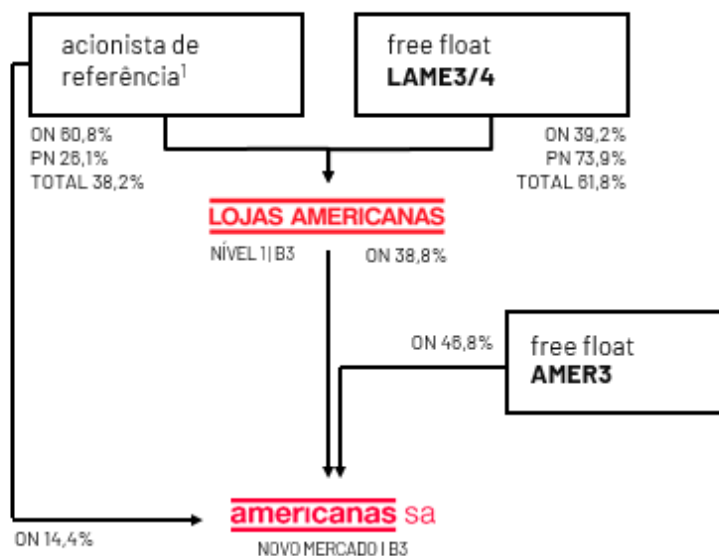 acionista de
referência¹
free float
LAME3/4
ON 60,8%
PN 26,1%
TOTAL 38,2%
ON 39,2%
PN 73,9%
TOTAL 61,8%
LOJAS AMERICANAS
NÍVEL 1| B3
ON 38,8%
ON 46,8%
free float
AMER3
americanas sa
ON 14,4%
NOVO MERCADO | B3